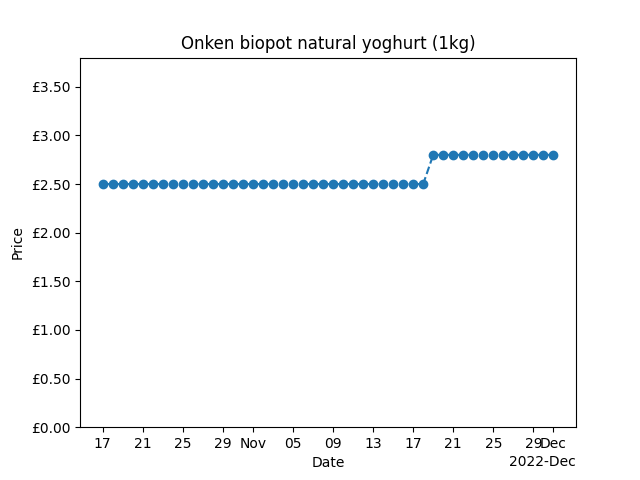 Onken biopot natural yoghurt (1kg)
£3.50
£3.00
£2.50
£2.00
£1.50
£1.00
£0.50
£0.00
Price
17 21 25 29 Nov 05 09 13 17 21 25 29 Dec
Date
2022-Dec